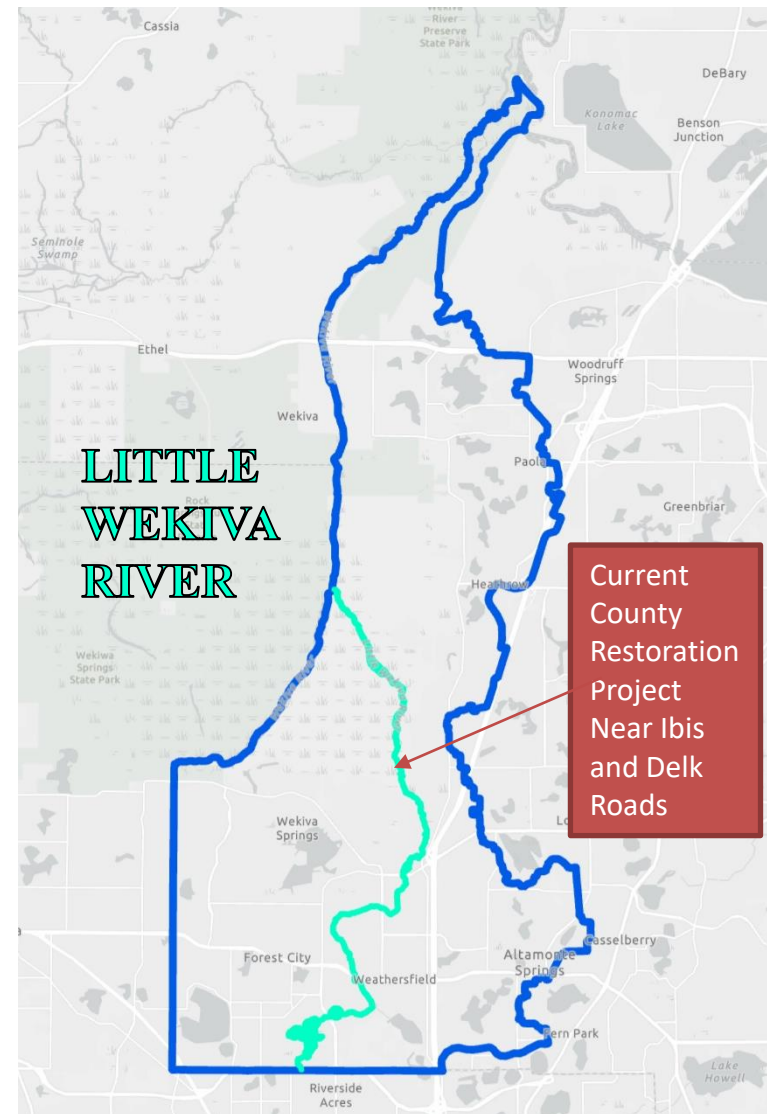 Wekiva
River
Preserve
State Park
Cassia
DeBary
Konomac
Lake
Benson
Junction
Seminole
Swamp
Ethel
Woodruff
Springs
Wekiva
LITTLE
WEKIVA
RIVER
Rock
Paola
Greenbriar
Heathrow
Current
County
Restoration
Project
Near Ibis
and Delk
Roads
Wekiwa
Springs
State Park
Wekiva
Springs
Lo
Casselberry
Forest City
Altamonte
Springs
Weathersfield
Fern Park
Riverside
Acres
Lake
Howell